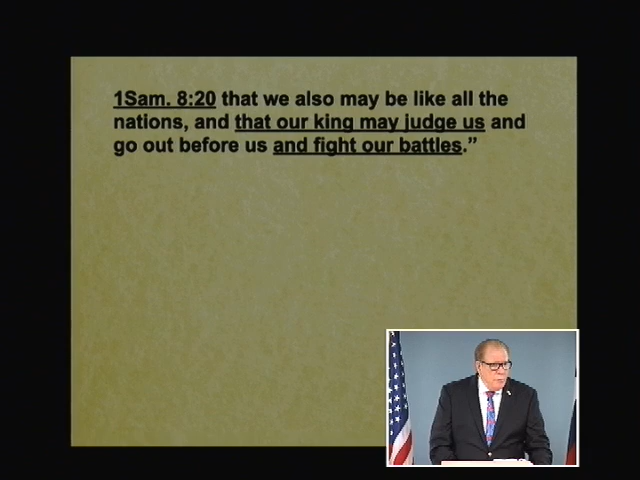 1Sam. 8:20 that we also may be like all the
nations, and that our king may judge us and
go out before us and fight our battles.”